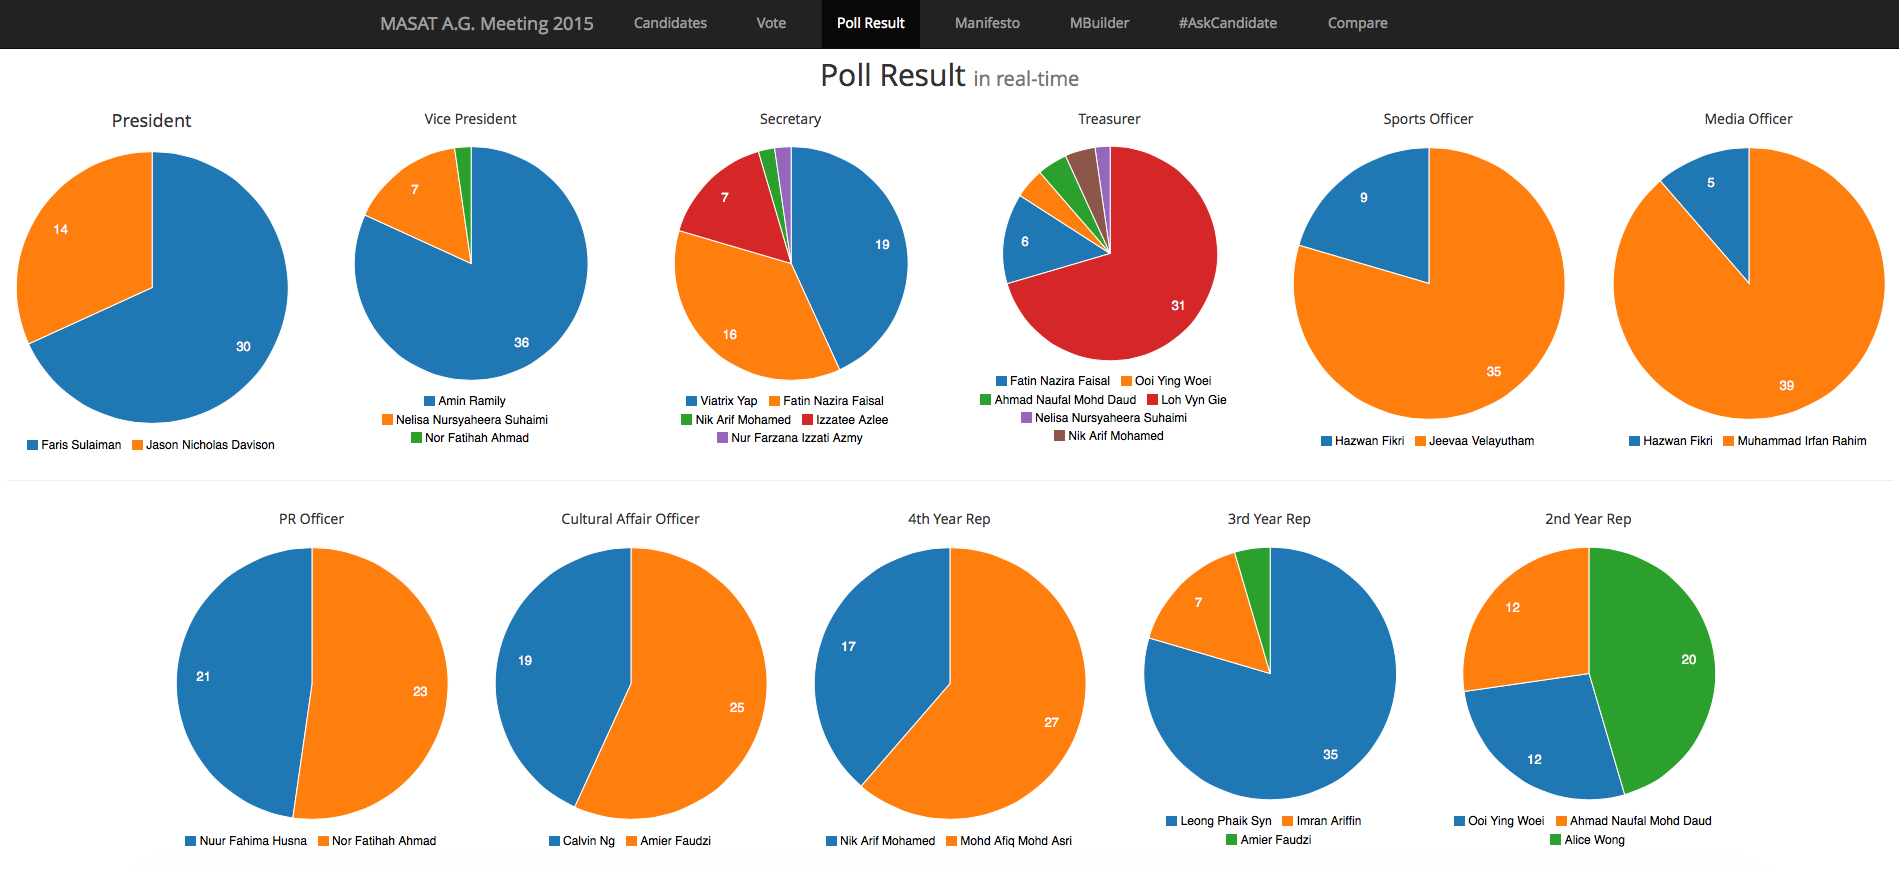 MASAT A.G. Meeting 2015 Candidates Vote Poll Result Manifesto MBuilder #AskCandidate Compare
Poll Result in real-time
President
14
30
Faris Sulaiman Jason Nicholas Davison
Vice President
7
36
Amin Ramily
Nelisa Nursyaheera Suhaimi
Nor Fatihah Ahmad
Secretary
7
19
16
Viatrix Yap Fatin Nazira Faisal
Nik Arif Mohamed Izzatee Azlee
Nur Farzana Izzati Azmy
Treasurer
6
31
Fatin Nazira Faisal Ooi Ying Woei
Ahmad Naufal Mohd Daud Loh Vyn Gie
Nelisa Nursyaheera Suhaimi
Nik Arif Mohamed
Sports Officer
9
35
Hazwan Fikri Jeevaa Velayutham
Media Officer
5
39
Hazwan Fikri Muhammad Irfan Rahim
PR Officer
21
23
Nuur Fahima Husna Nor Fatihah Ahmad
Cultural Affair Officer
19
25
Calvin Ng Amier Faudzi
4th Year Rep
17
27
Nik Arif Mohamed Mohd Afiq Mohd Asri
3rd Year Rep
7
35
Leong Phaik Syn Imran Ariffin
Amier Faudzi
2nd Year Rep
12
20
12
Ooi Ying Woei Ahmad Naufal Mohd Daud
Alice Wong